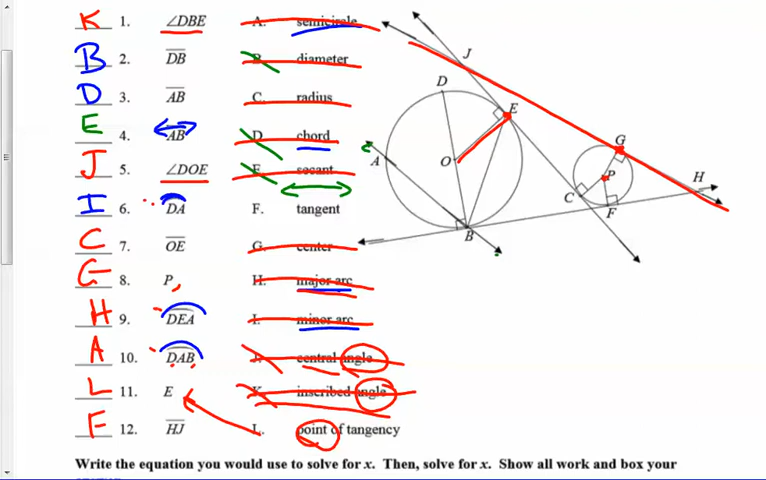 K 1. ∠DBE A. semicircle
B 2. DB B. diameter
D 3. AB C. radius
E 4. AB D. chord
J 5. ∠DOE E. secant
I 6. DA F. tangent
C 7. OE G. center
G 8. P, H. major arc
H 9. DEA I. minor arc
A 10. DAB J. central angle
L 11. E K. inscribed angle
F 12. HJ L. point of tangency
J
D
E
G
A
O
P
H
C
F
B
Write the equation you would use to solve for x. Then, solve for x. Show all work and box your